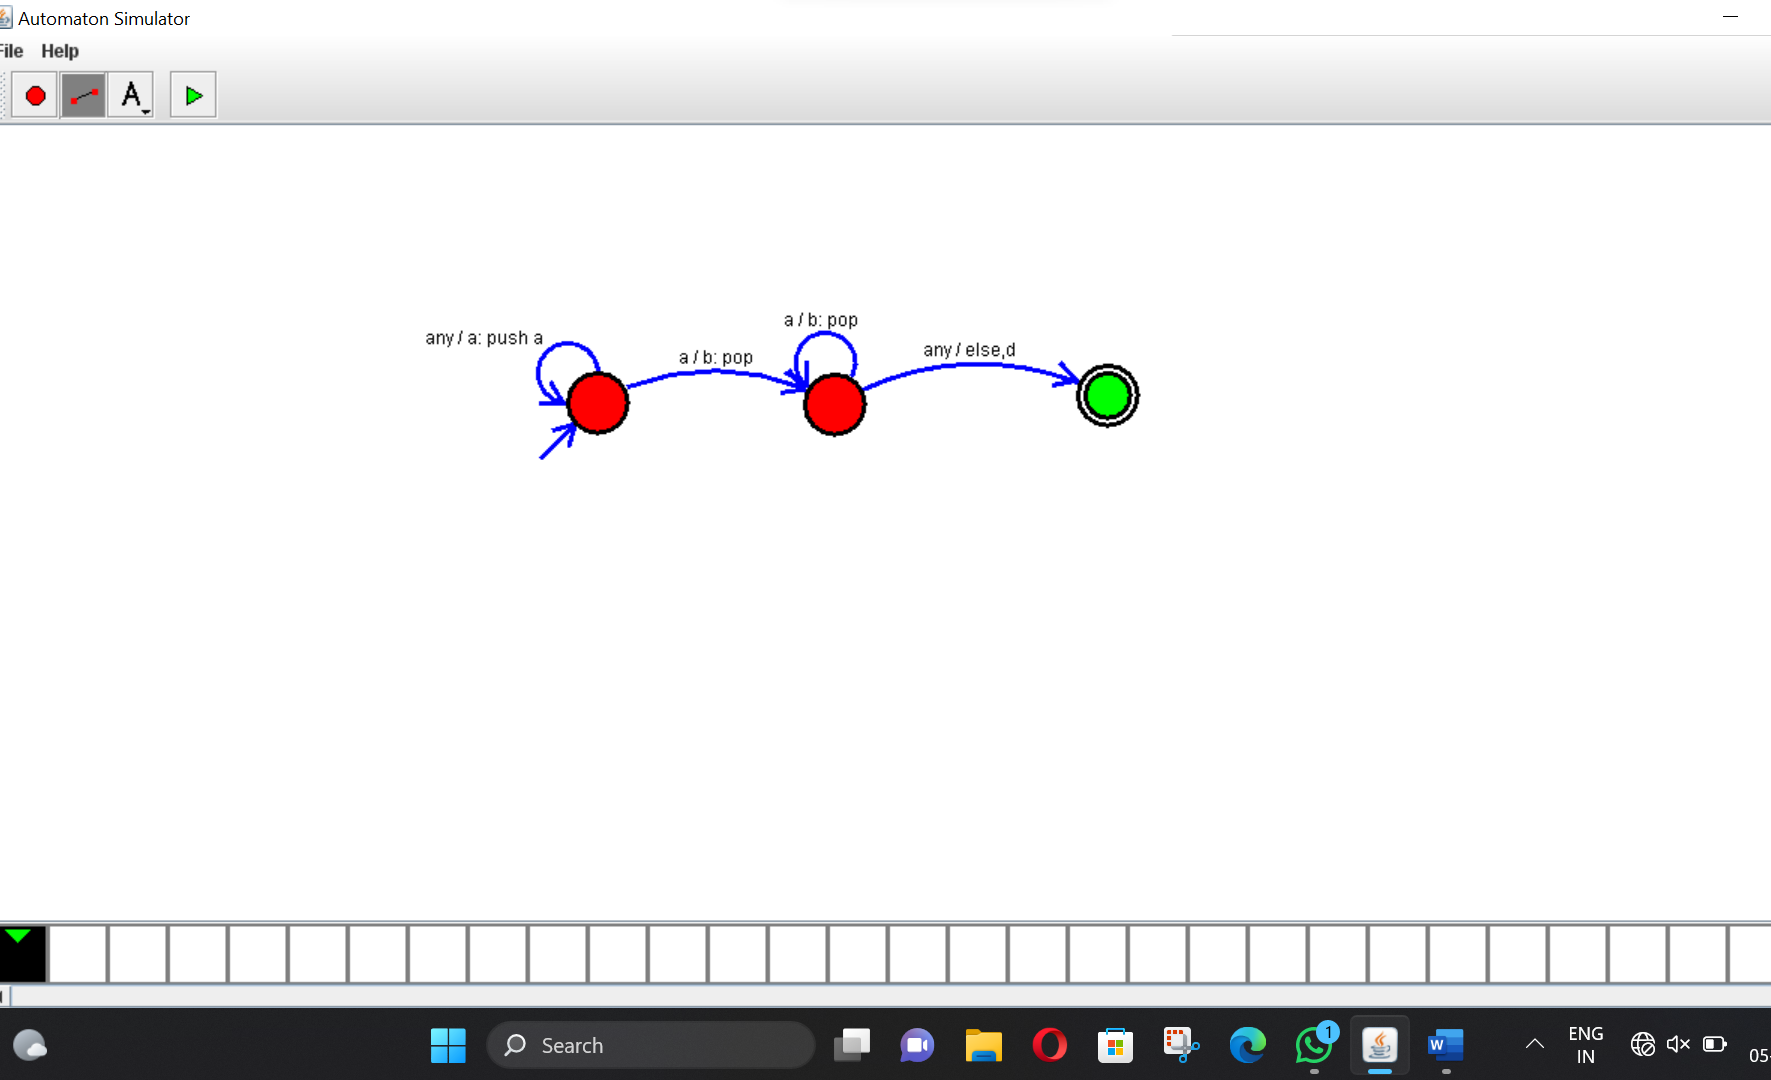 Automaton Simulator
File Help
A
a / b: pop
any / a: push a
a / b: pop
any / else,d
Search
1
W
ENG
IN
05-